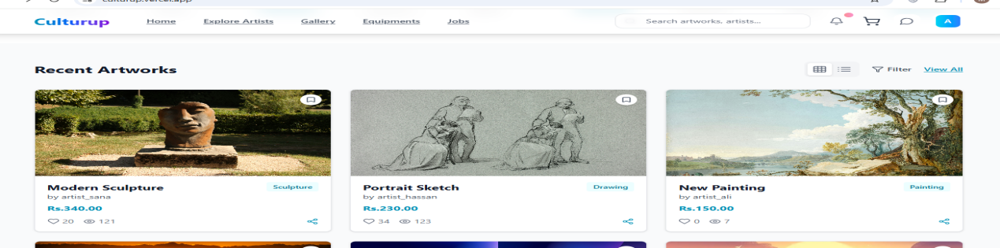 culturup.vercel.app
Culturup Home Explore Artists Gallery Equipments Jobs Search artworks, artists... A
Recent Artworks Filter View All
Modern Sculpture Sculpture
by artist_sana
Rs.340.00
20 121
Portrait Sketch Drawing
by artist_hassan
Rs.230.00
34 123
New Painting Painting
by artist_ali
Rs.150.00
0 7